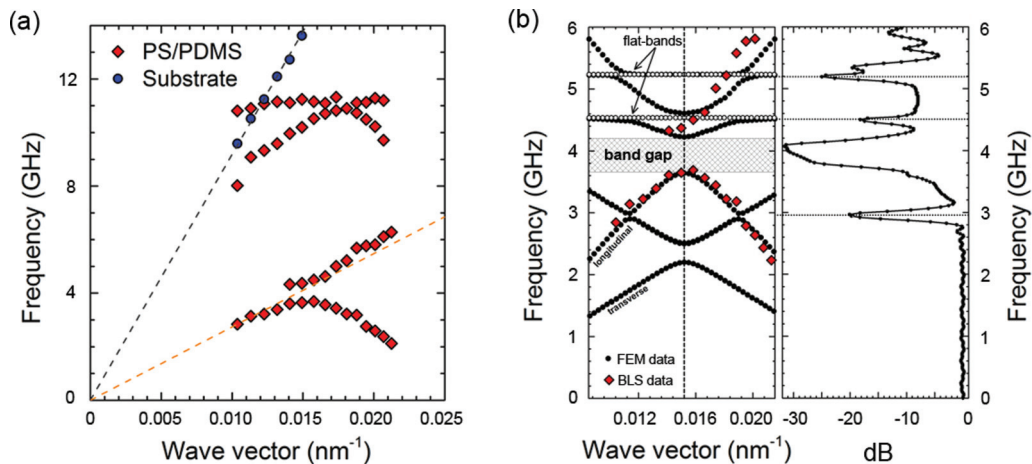 (a)
PS/PDMS
Substrate
Frequency (GHz)
12
8
4
0
0
0.005
0.010
0.015
0.020
0.025
Wave vector (nm-1)
(b)
flat-bands
band gap
longitudinal
transverse
FEM data
BLS data
Frequency (GHz)
6
5
4
3
2
1
0
0.012
0.016
0.020
Wave vector (nm-1)
-30
-20
-10
0
dB
6
5
4
3
2
1
0
Frequency (GHz)